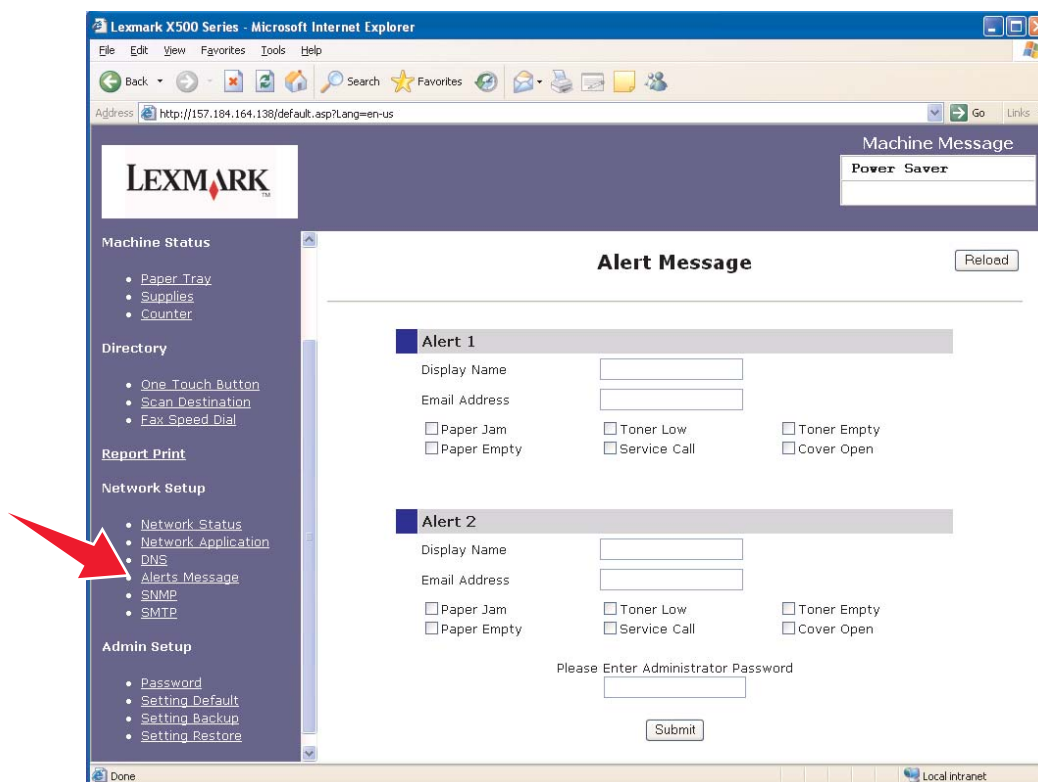 Lexmark X500 Series - Microsoft Internet Explorer
File Edit View Favorites Tools Help
Back Search Favorites
Address http://157.184.164.138/default.asp?Lang=en-us Go Links
LEXMARK TM
Machine Message
Power Saver
Machine Status
Paper Tray
Supplies
Counter
Directory
One Touch Button
Scan Destination
Fax Speed Dial
Report Print
Network Setup
Network Status
Network Application
DNS
Alerts Message
SNMP
SMTP
Admin Setup
Password
Setting Default
Setting Backup
Setting Restore
Alert Message
Reload
Alert 1
Display Name
Email Address
Paper Jam Toner Low Toner Empty
Paper Empty Service Call Cover Open
Alert 2
Display Name
Email Address
Paper Jam Toner Low Toner Empty
Paper Empty Service Call Cover Open
Please Enter Administrator Password
Submit
Done Local intranet